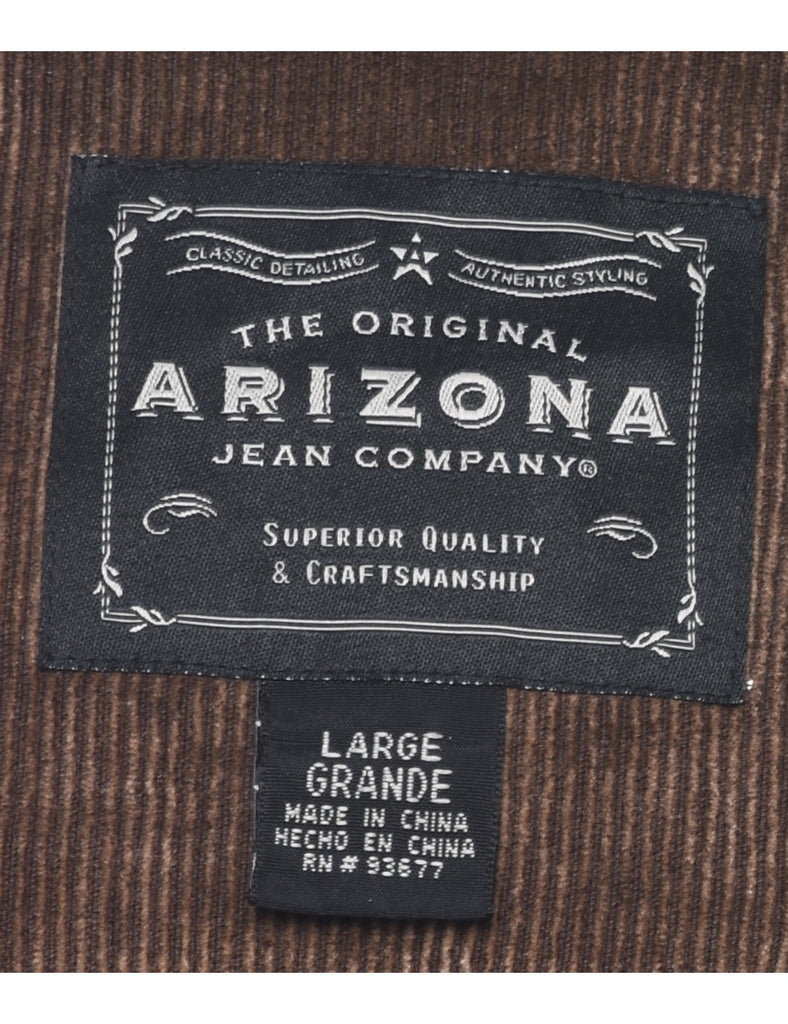 CLASSIC DETAILING
AUTHENTIC STYLING
THE ORIGINAL
ARIZONA
JEAN COMPANY®
SUPERIOR QUALITY
& CRAFTSMANSHIP
LARGE
GRANDE
MADE IN CHINA
HECHO EN CHINA
RN # 93677